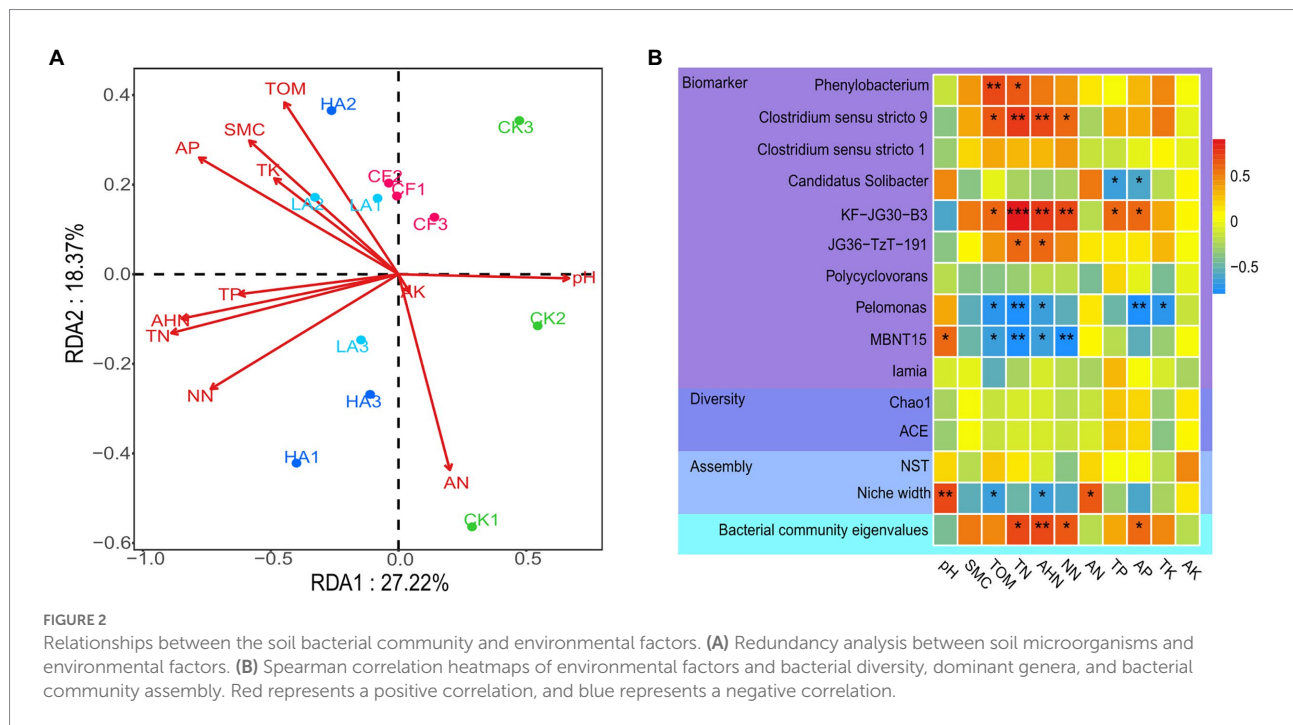 A
TOM
HA2
SMC
AP
TK
CF2
CF1
LA2
LA1
CF3
CK3
pH
AK
TP
AHN
TN
NN
LA3
HA3
HA1
AN
CK1
CK2
0.4
0.2
0.0
−0.2
−0.4
−0.6
−1.0
−0.5
0.0
0.5
RDA2 : 18.37%
RDA1 : 27.22%
B
Biomarker
Phenylobacterium ** *
Clostridium sensu stricto 9 * ** ** *
Clostridium sensu stricto 1
Candidatus Solibacter * *
KF−JG30−B3 * *** ** ** * *
JG36−TzT−191 * *
Polycyclovorans
Pelomonas * ** * ** *
MBNT15 * * ** * **
Iamia
Diversity
Chao1
ACE
Assembly
NST
Niche width ** * * *
Bacterial community eigenvalues * ** * *
pH SMC TOM TN AHN NN AN TP AP TK AK
0.5
0
−0.5
FIGURE 2
Relationships between the soil bacterial community and environmental factors. (A) Redundancy analysis between soil microorganisms and
environmental factors. (B) Spearman correlation heatmaps of environmental factors and bacterial diversity, dominant genera, and bacterial
community assembly. Red represents a positive correlation, and blue represents a negative correlation.